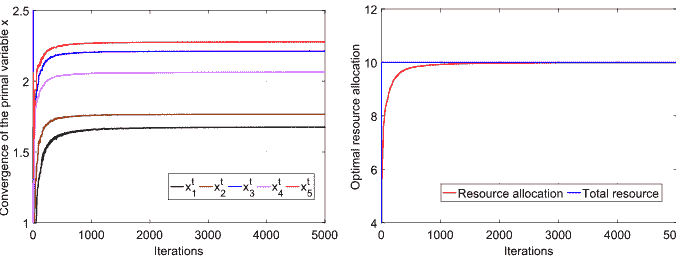 Convergence of the primal variable x
2.5
2
1.5
1
0 1000 2000 3000 4000 5000
Iterations
x₁ᵗ x₂ᵗ x₃ᵗ x₄ᵗ x₅ᵗ
Optimal resource allocation
12
10
8
6
4
0 1000 2000 3000 4000 5000
Iterations
Resource allocation Total resource